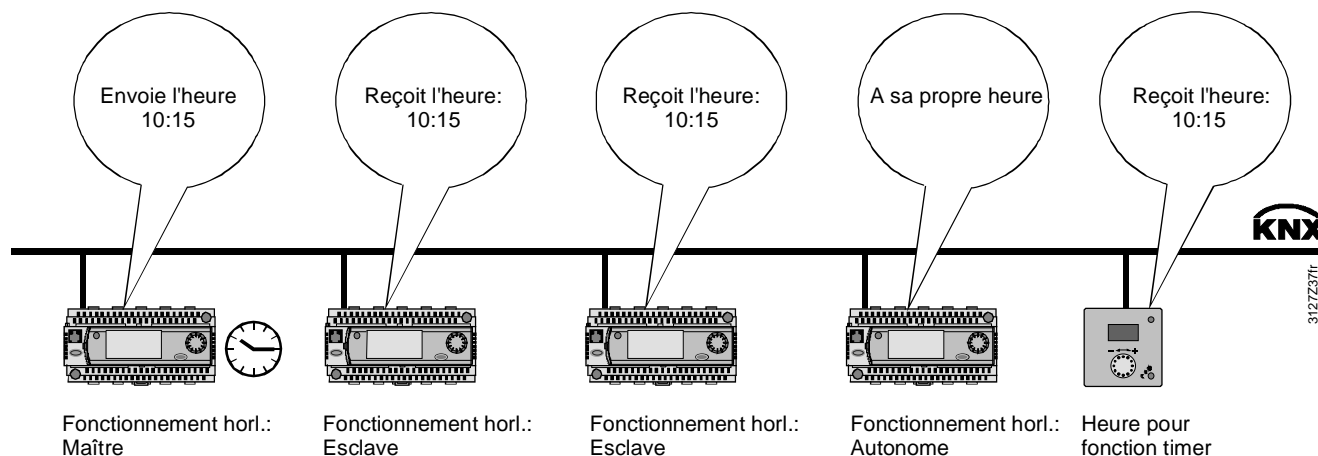 Envoie l'heure
10:15
Reçoit l'heure:
10:15
Reçoit l'heure:
10:15
A sa propre heure
Reçoit l'heure:
10:15
KNX
3127Z37fr
Fonctionnement horl.:
Maître
Fonctionnement horl.:
Esclave
Fonctionnement horl.:
Esclave
Fonctionnement horl.:
Autonome
Heure pour
fonction timer